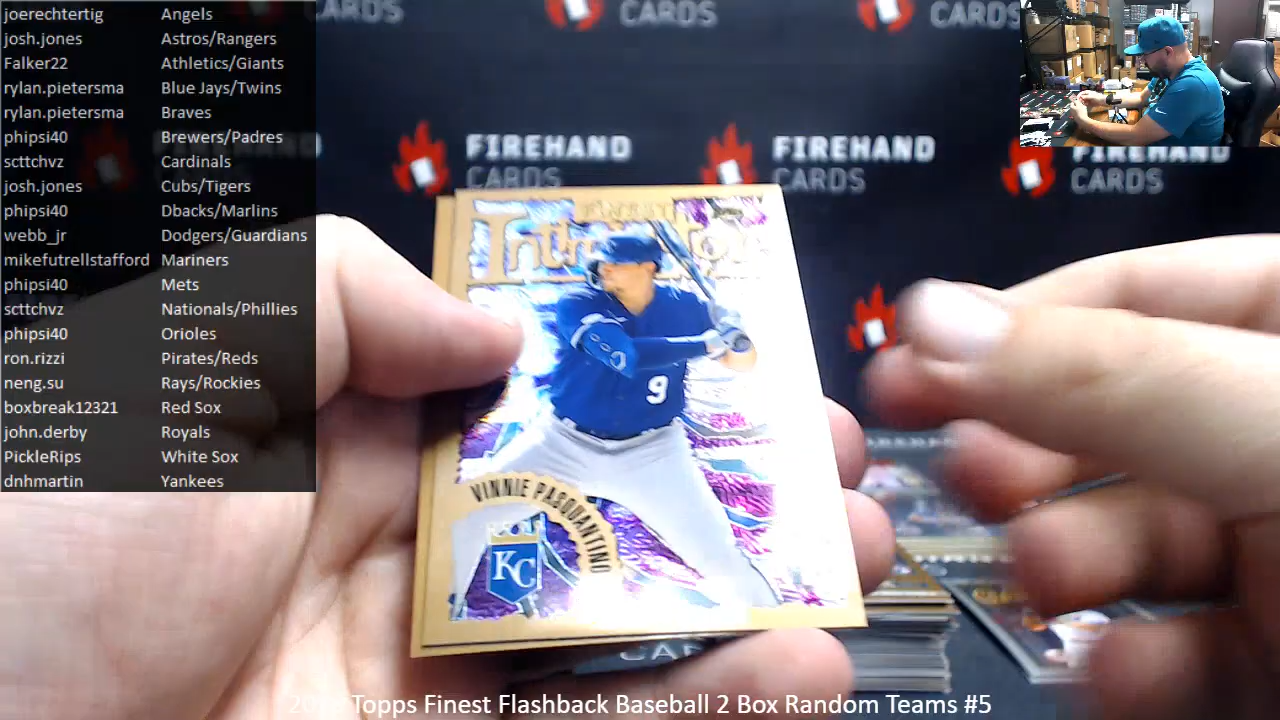 joerechtertig Angels
josh.jones Astros/Rangers
Falker22 Athletics/Giants
rylan.pietersma Blue Jays/Twins
rylan.pietersma Braves
phipsi40 Brewers/Padres
scttchvz Cardinals
josh.jones Cubs/Tigers
phipsi40 Dbacks/Marlins
webb_jr Dodgers/Guardians
mikefutrellstafford Mariners
phipsi40 Mets
scttchvz Nationals/Phillies
phipsi40 Orioles
ron.rizzi Pirates/Reds
neng.su Rays/Rockies
boxbreak12321 Red Sox
john.derby Royals
PickleRips White Sox
dnhmartin Yankees
CARDS
CARDS
CARDS
FIREHAND
CARDS
FIREHAND
CARDS
FIREHAND
CARDS
FINEST
9
VINNIE PASQUANTINO
KC
Topps Finest Flashback Baseball 2 Box Random Teams #5